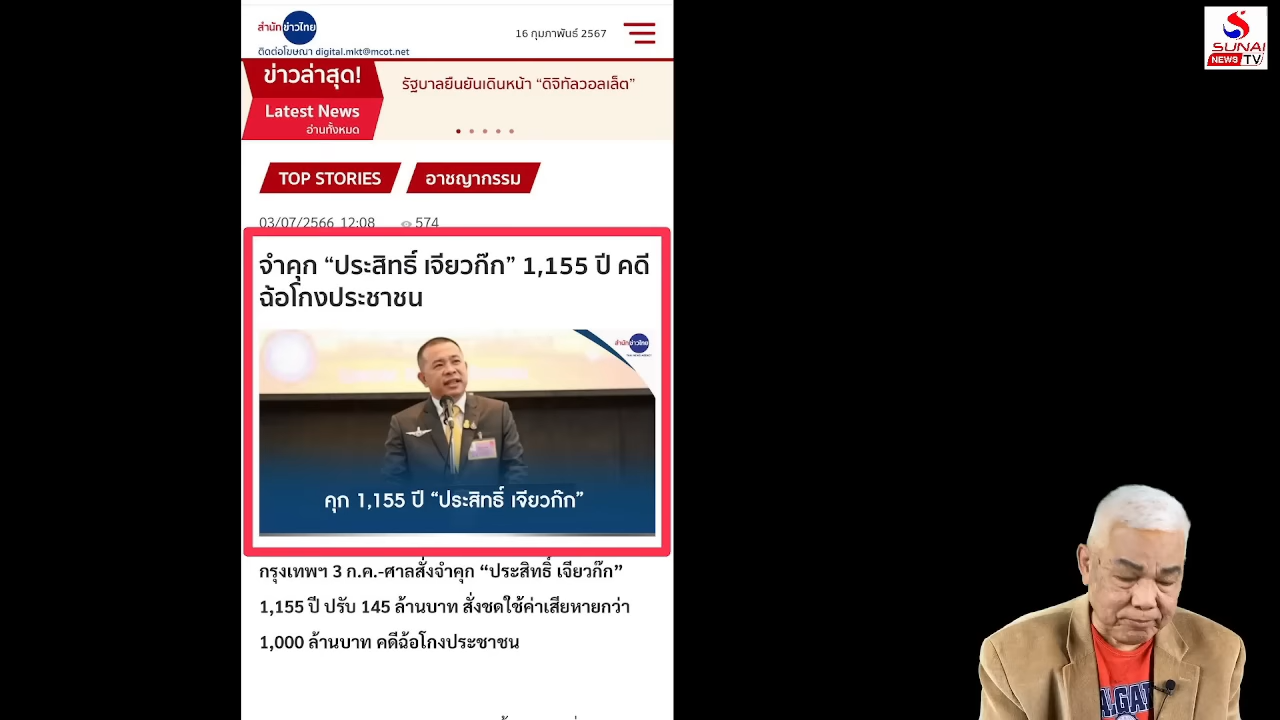 สำนักข่าวไทย
ติดต่อโฆษณา digital.mkt@mcot.net
16 กุมภาพันธ์ 2567
SUNAI
NEWS TV
ข่าวล่าสุด!
Latest News
อ่านทั้งหมด
รัฐบาลยืนยันเดินหน้า “ดิจิทัลวอลเล็ต”
TOP STORIES อาชญากรรม
03/07/2566 12:08 574
จำคุก “ประสิทธิ์ เจียวก๊ก” 1,155 ปี คดี
ฉ้อโกงประชาชน
สำนักข่าวไทย
คุก 1,155 ปี “ประสิทธิ์ เจียวก๊ก”
กรุงเทพฯ 3 ก.ค.-ศาลสั่งจำคุก “ประสิทธิ์ เจียวก๊ก”
1,155 ปี ปรับ 145 ล้านบาท สั่งชดใช้ค่าเสียหายกว่า
1,000 ล้านบาท คดีฉ้อโกงประชาชน